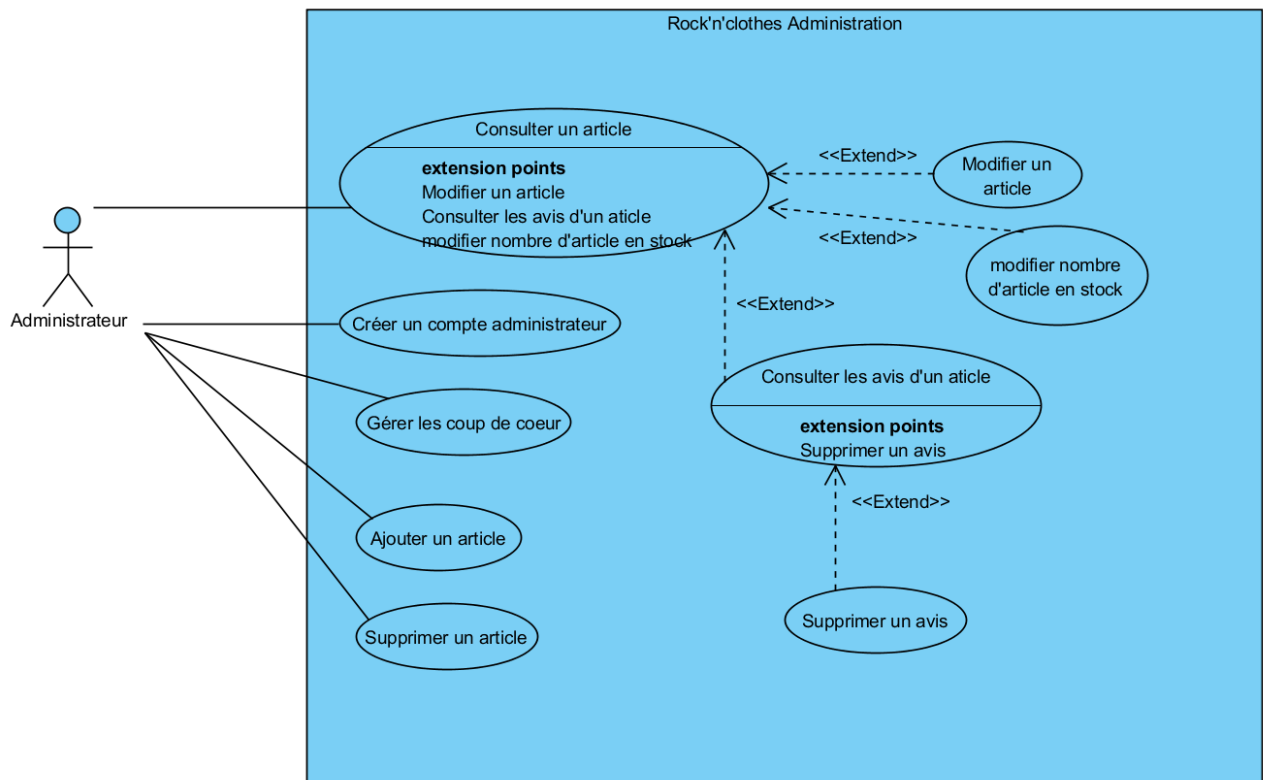 Rock'n'clothes Administration
Consulter un article
extension points
Modifier un article
Consulter les avis d'un aticle
modifier nombre d'article en stock
<<Extend>>
Modifier un
article
<<Extend>>
modifier nombre
d'article en stock
Administrateur
<<Extend>>
Créer un compte administrateur
Consulter les avis d'un aticle
extension points
Supprimer un avis
Gérer les coup de coeur
<<Extend>>
Ajouter un article
Supprimer un avis
Supprimer un article